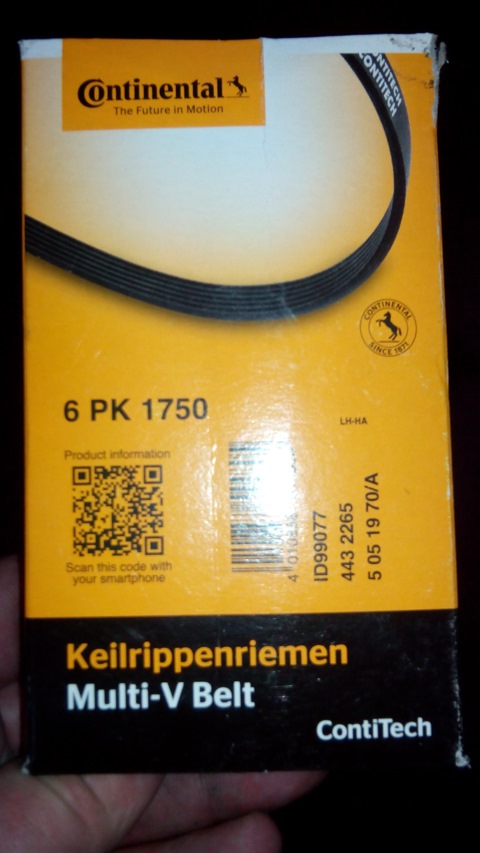 Continental
The Future in Motion
CONTITECH
CONTITECH
CONTINENTAL
SINCE 1871
6 PK 1750
LH-HA
Product information
Scan this code with
your smartphone
ID99077
443 2265
5 05 19 70/A
Keilrippenriemen
Multi-V Belt
ContiTech